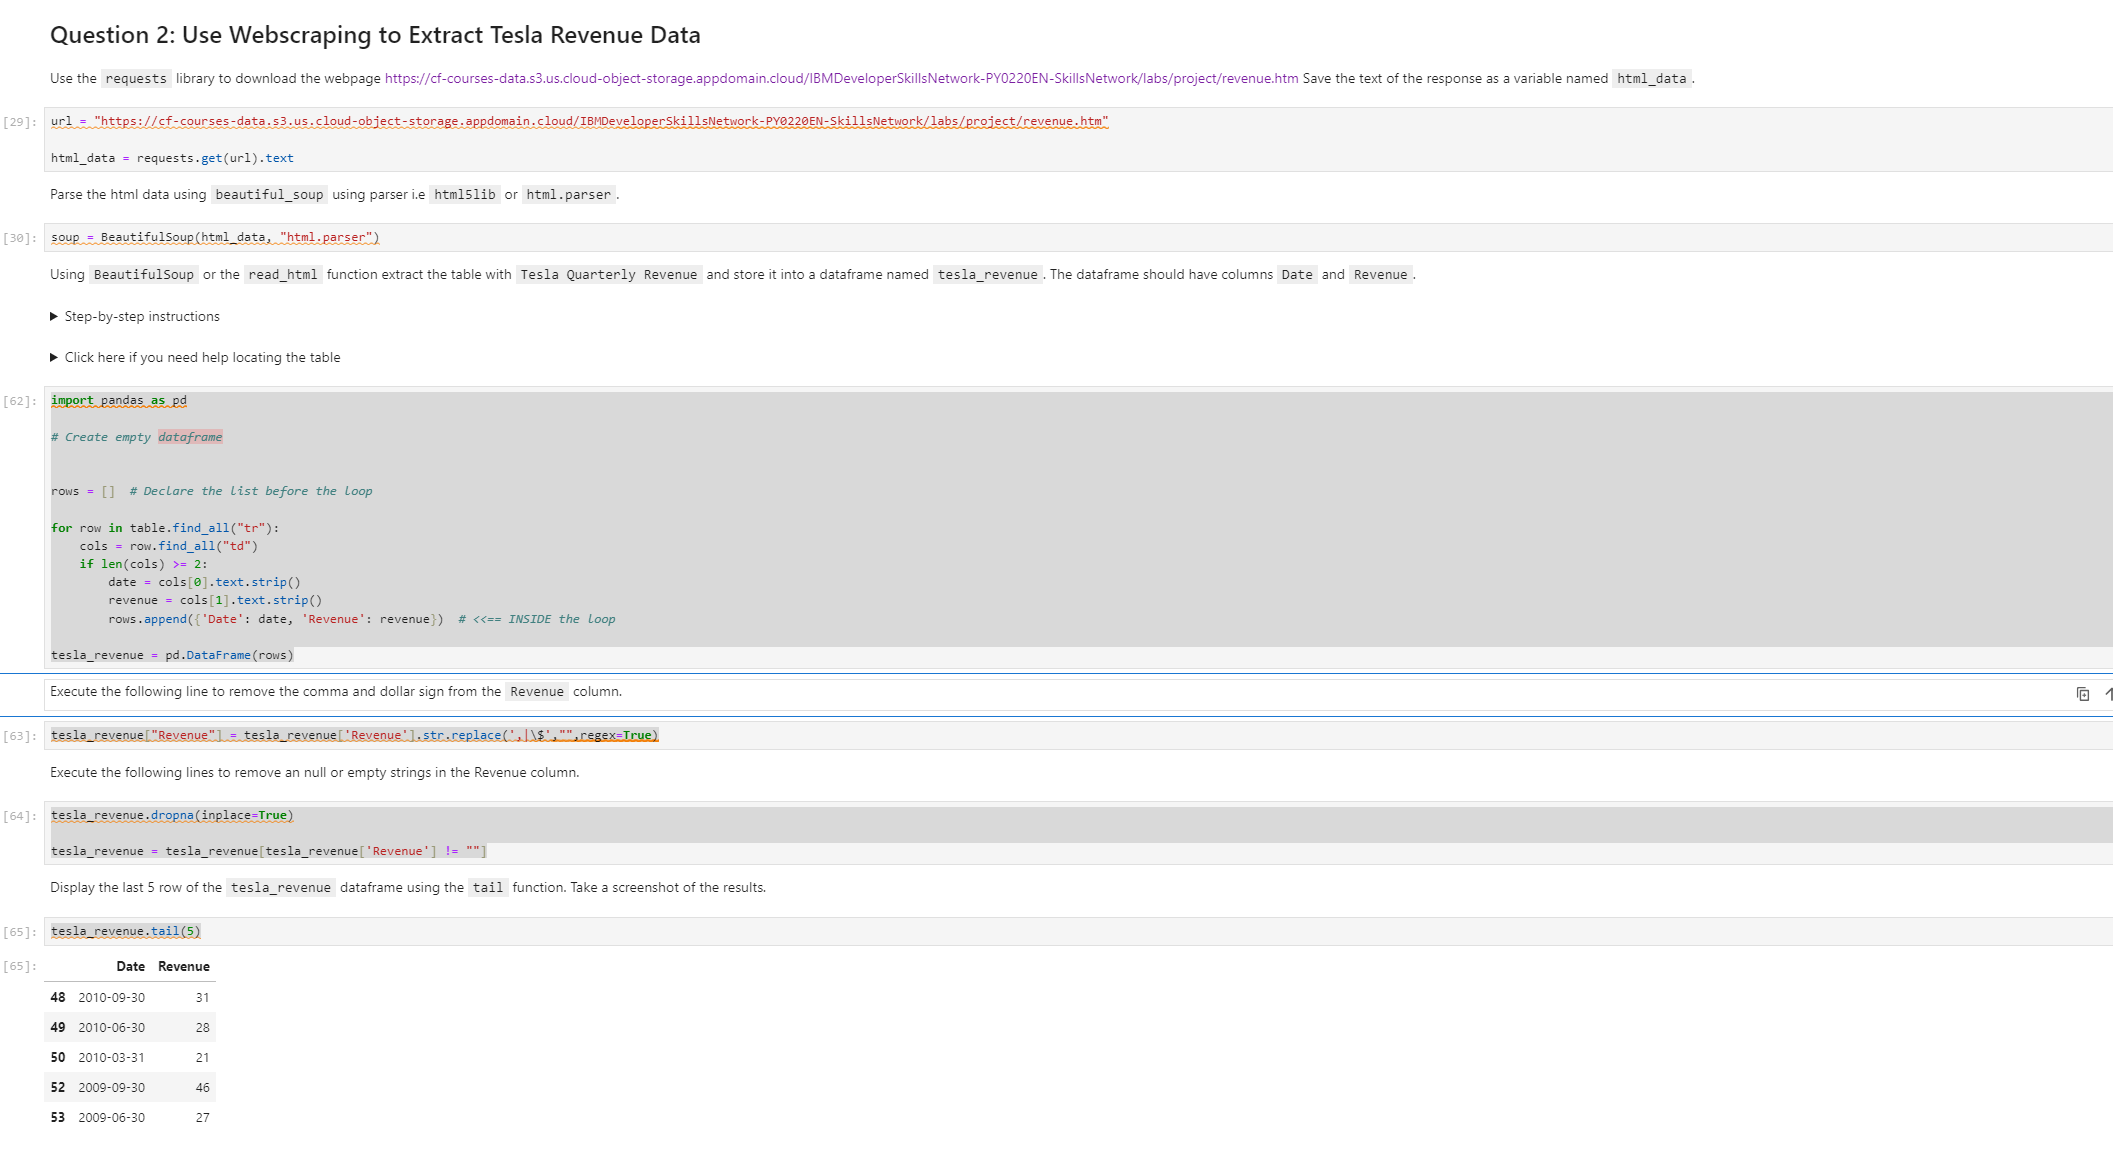 Question 2: Use Webscraping to Extract Tesla Revenue Data
Use the requests library to download the webpage https://cf-courses-data.s3.us.cloud-object-storage.appdomain.cloud/IBMDeveloperSkillsNetwork-PY0220EN-SkillsNetwork/labs/project/revenue.htm Save the text of the response as a variable named html_data.
[29]: url = "https://cf-courses-data.s3.us.cloud-object-storage.appdomain.cloud/IBMDeveloperSkillsNetwork-PY0220EN-SkillsNetwork/labs/project/revenue.htm"
html_data = requests.get(url).text
Parse the html data using beautiful_soup using parser i.e html5lib or html.parser.
[30]: soup = BeautifulSoup(html_data, "html.parser")
Using BeautifulSoup or the read_html function extract the table with Tesla Quarterly Revenue and store it into a dataframe named tesla_revenue. The dataframe should have columns Date and Revenue.
▶ Step-by-step instructions
▶ Click here if you need help locating the table
[62]: import pandas as pd
# Create empty dataframe
rows = []  # Declare the list before the loop
for row in table.find_all("tr"):
    cols = row.find_all("td")
    if len(cols) >= 2:
        date = cols[0].text.strip()
        revenue = cols[1].text.strip()
        rows.append({'Date': date, 'Revenue': revenue})  # <<== INSIDE the loop
tesla_revenue = pd.DataFrame(rows)
Execute the following line to remove the comma and dollar sign from the Revenue column.
[63]: tesla_revenue["Revenue"] = tesla_revenue['Revenue'].str.replace(',|\$',"",regex=True)
Execute the following lines to remove an null or empty strings in the Revenue column.
[64]: tesla_revenue.dropna(inplace=True)
tesla_revenue = tesla_revenue[tesla_revenue['Revenue'] != ""]
Display the last 5 row of the tesla_revenue dataframe using the tail function. Take a screenshot of the results.
[65]: tesla_revenue.tail(5)
[65]: Date Revenue
48 2010-09-30 31
49 2010-06-30 28
50 2010-03-31 21
52 2009-09-30 46
53 2009-06-30 27